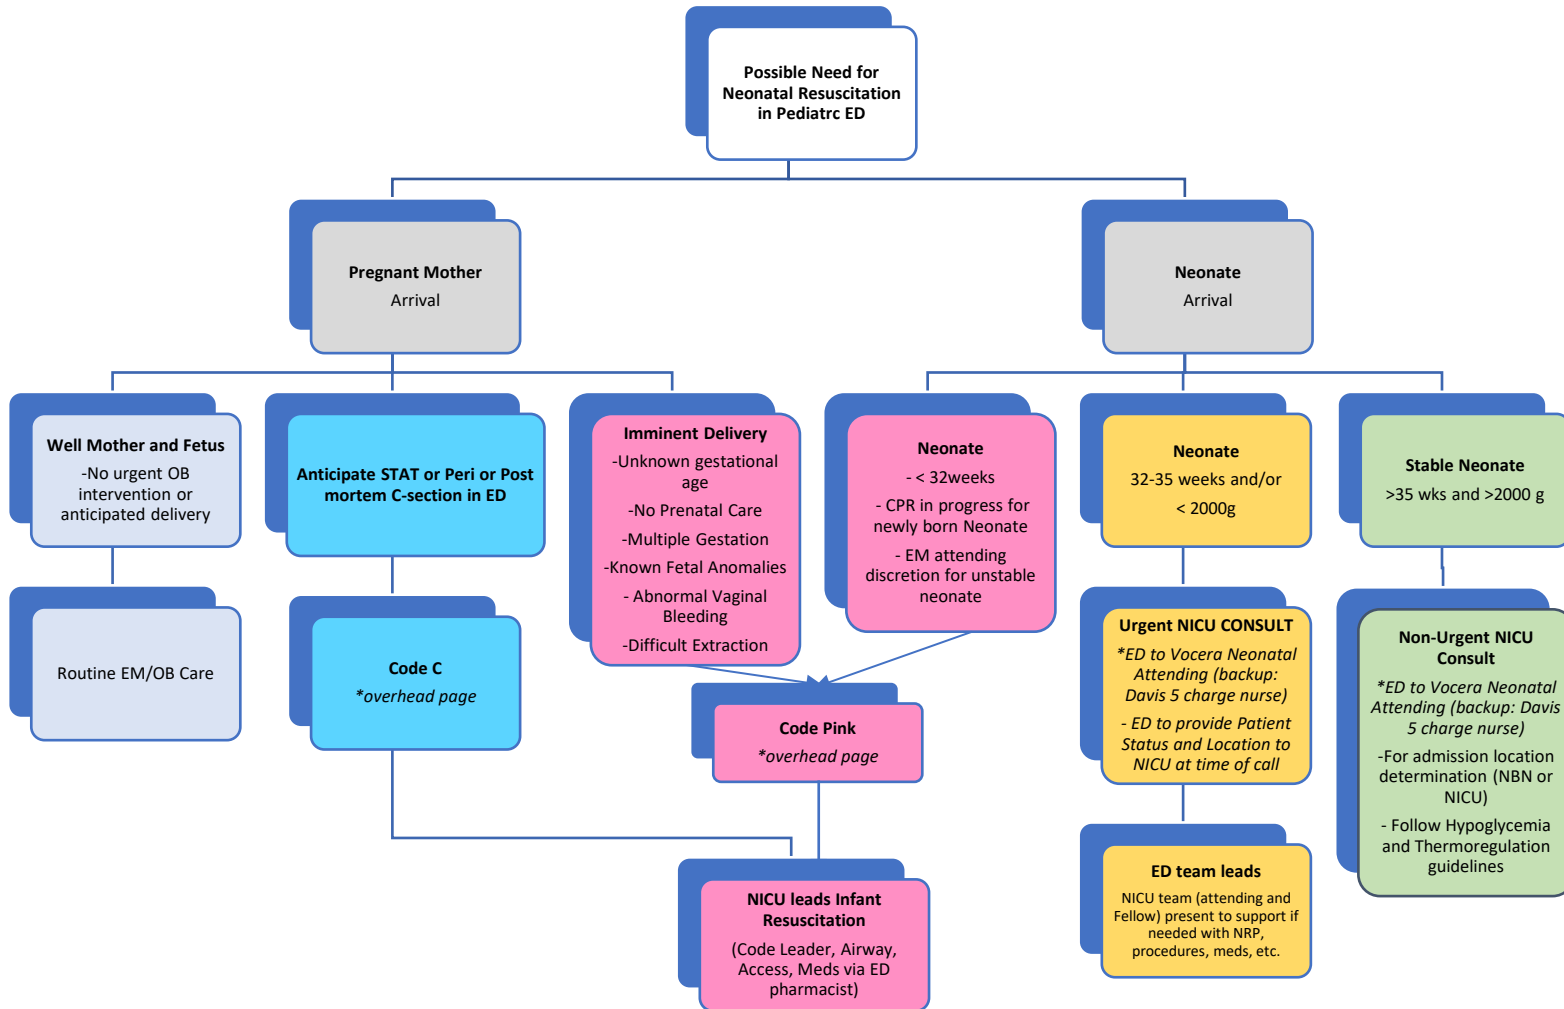 Possible Need for
Neonatal Resuscitation
in Pediatrc ED
Pregnant Mother
Arrival
Neonate
Arrival
Well Mother and Fetus
-No urgent OB
intervention or
anticipated delivery
Anticipate STAT or Peri or Post
mortem C-section in ED
Imminent Delivery
-Unknown gestational
age
-No Prenatal Care
-Multiple Gestation
-Known Fetal Anomalies
- Abnormal Vaginal
Bleeding
-Difficult Extraction
Neonate
- < 32weeks
- CPR in progress for
newly born Neonate
- EM attending
discretion for unstable
neonate
Neonate
32-35 weeks and/or
< 2000g
Stable Neonate
>35 wks and >2000 g
Routine EM/OB Care
Code C
*overhead page
Code Pink
*overhead page
Urgent NICU CONSULT
*ED to Vocera Neonatal
Attending (backup:
Davis 5 charge nurse)
- ED to provide Patient
Status and Location to
NICU at time of call
Non-Urgent NICU
Consult
*ED to Vocera Neonatal
Attending (backup: Davis
5 charge nurse)
-For admission location
determination (NBN or
NICU)
- Follow Hypoglycemia
and Thermoregulation
guidelines
NICU leads Infant
Resuscitation
(Code Leader, Airway,
Access, Meds via ED
pharmacist)
ED team leads
NICU team (attending and
Fellow) present to support if
needed with NRP,
procedures, meds, etc.